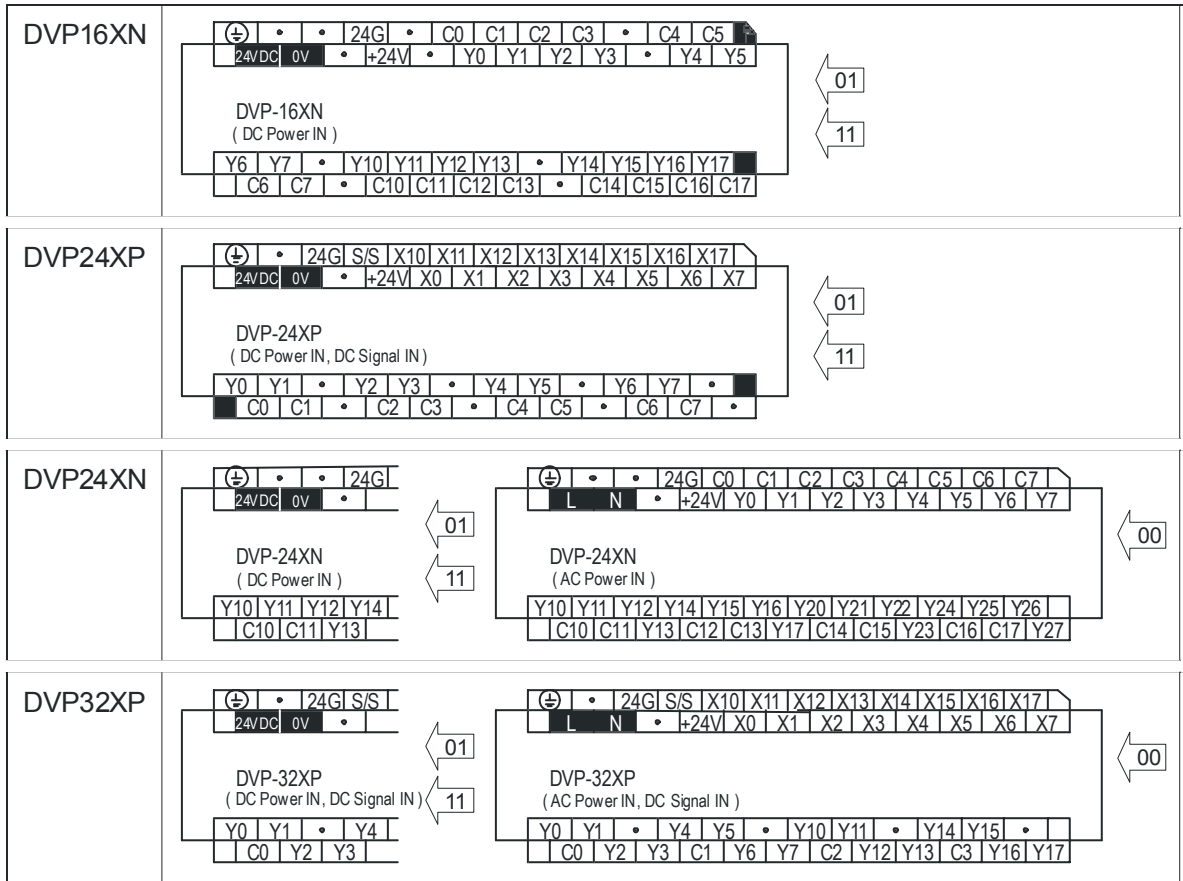 DVP16XN
24G C0 C1 C2 C3 C4 C5
24VDC 0V +24V Y0 Y1 Y2 Y3 Y4 Y5
DVP-16XN
( DC Power IN )
01
11
Y6 Y7 • Y10 Y11 Y12 Y13 • Y14 Y15 Y16 Y17
C6 C7 • C10 C11 C12 C13 • C14 C15 C16 C17
DVP24XP
• 24G S/S X10 X11 X12 X13 X14 X15 X16 X17
24VDC 0V • +24V X0 X1 X2 X3 X4 X5 X6 X7
DVP-24XP
( DC Power IN, DC Signal IN )
01
11
Y0 Y1 • Y2 Y3 • Y4 Y5 • Y6 Y7 •
C0 C1 • C2 C3 • C4 C5 • C6 C7 •
DVP24XN
• • 24G
24VDC 0V •
DVP-24XN
( DC Power IN )
01
11
Y10 Y11 Y12 Y14
C10 C11 Y13
• • 24G C0 C1 C2 C3 C4 C5 C6 C7
L N • +24V Y0 Y1 Y2 Y3 Y4 Y5 Y6 Y7
DVP-24XN
( AC Power IN )
00
Y10 Y11 Y12 Y14 Y15 Y16 Y20 Y21 Y22 Y24 Y25 Y26
C10 C11 Y13 C12 C13 Y17 C14 C15 Y23 C16 C17 Y27
DVP32XP
• 24G S/S
24VDC 0V •
DVP-32XP
( DC Power IN, DC Signal IN )
01
11
Y0 Y1 • Y4
C0 Y2 Y3
• 24G S/S X10 X11 X12 X13 X14 X15 X16 X17
L N • +24V X0 X1 X2 X3 X4 X5 X6 X7
DVP-32XP
( AC Power IN, DC Signal IN )
00
Y0 Y1 • Y4 Y5 • Y10 Y11 • Y14 Y15 •
C0 Y2 Y3 C1 Y6 Y7 C2 Y12 Y13 C3 Y16 Y17